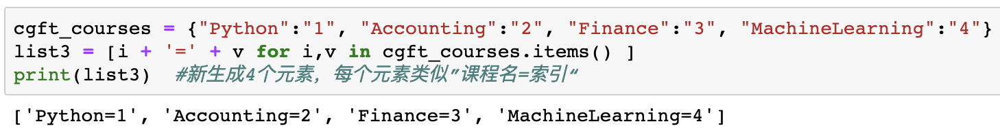 cgft_courses = {"Python":"1", "Accounting":"2", "Finance":"3", "MachineLearning":"4"}
list3 = [i + '=' + v for i,v in cgft_courses.items() ]
print(list3)  #新生成4个元素，每个元素类似”课程名=索引“
['Python=1', 'Accounting=2', 'Finance=3', 'MachineLearning=4']